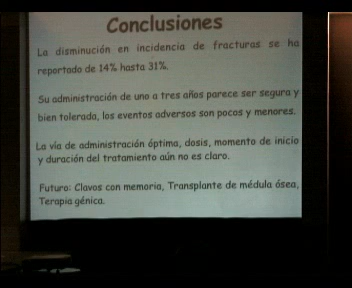 Conclusiones
La disminución en incidencia de fracturas se ha
reportado de 14% hasta 31%.
Su administración de uno a tres años parece ser segura y
bien tolerada, los eventos adversos son pocos y menores.
La vía de administración óptima, dosis, momento de inicio
y duración del tratamiento aún no es claro.
Futuro: Clavos con memoria, Transplante de médula ósea,
Terapia génica.